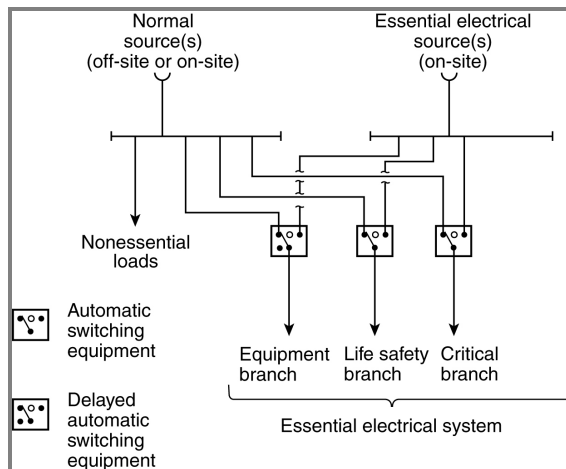 Normal
source(s)
(off-site or on-site)
Essential electrical
source(s)
(on-site)
Nonessential
loads
Automatic
switching
equipment
Equipment
branch
Life safety
branch
Critical
branch
Delayed
automatic
switching
equipment
Essential electrical system